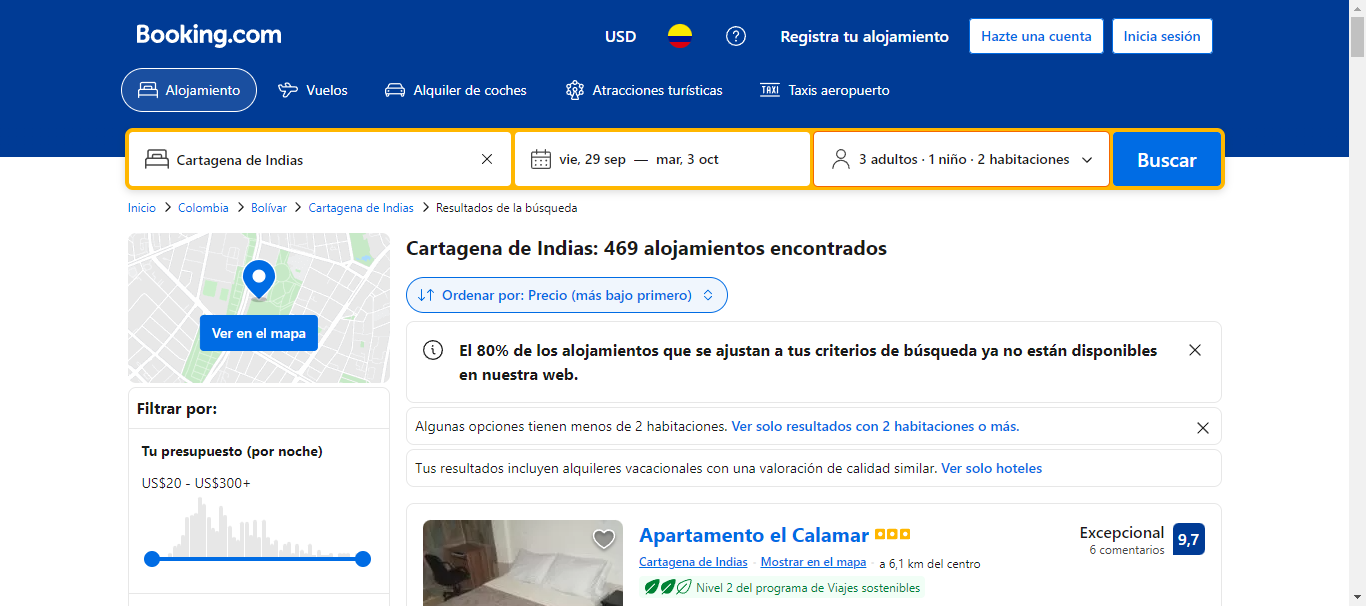 Booking.com
USD
Registra tu alojamiento
Hazte una cuenta
Inicia sesión
Alojamiento
Vuelos
Alquiler de coches
Atracciones turísticas
TAXI
Taxis aeropuerto
Cartagena de Indias
vie, 29 sep — mar, 3 oct
3 adultos · 1 niño · 2 habitaciones
Buscar
Inicio > Colombia > Bolívar > Cartagena de Indias > Resultados de la búsqueda
Ver en el mapa
Filtrar por:
Tu presupuesto (por noche)
US$20 - US$300+
Cartagena de Indias: 469 alojamientos encontrados
Ordenar por: Precio (más bajo primero)
El 80% de los alojamientos que se ajustan a tus criterios de búsqueda ya no están disponibles
en nuestra web.
Algunas opciones tienen menos de 2 habitaciones. Ver solo resultados con 2 habitaciones o más.
Tus resultados incluyen alquileres vacacionales con una valoración de calidad similar. Ver solo hoteles
Apartamento el Calamar
Cartagena de Indias · Mostrar en el mapa · a 6,1 km del centro
Nivel 2 del programa de Viajes sostenibles
Excepcional
6 comentarios
9,7